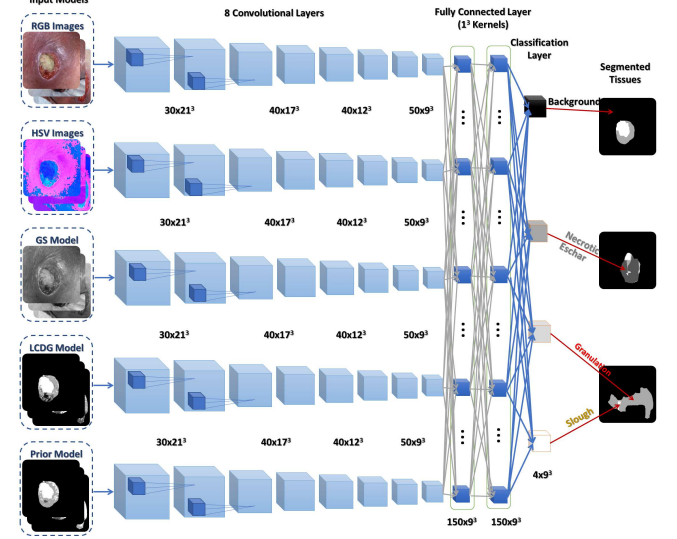 Input Models
8 Convolutional Layers
Fully Connected Layer
(1³ Kernels)
RGB Images
Classification
Layer
Segmented
Tissues
Background
30x21³
40x17³
40x12³
50x9³
HSV Images
30x21³
40x17³
40x12³
50x9³
GS Model
Necrotic
Eschar
30x21³
40x17³
40x12³
50x9³
LCDG Model
Granulation
Slough
30x21³
40x17³
40x12³
50x9³
Prior Model
4x9³
150x9³
150x9³